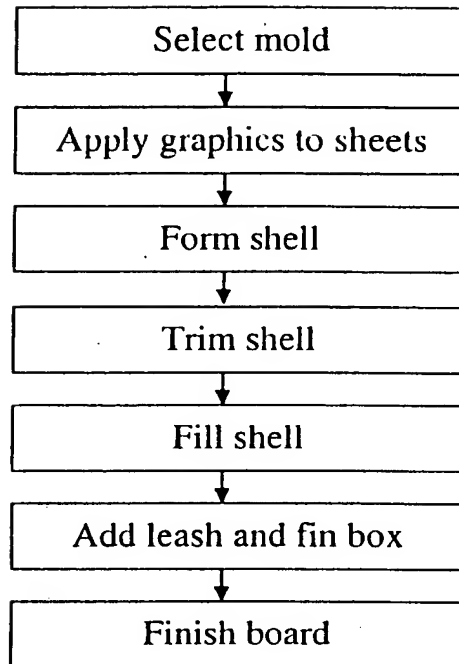 Select mold
Apply graphics to sheets
Form shell
Trim shell
Fill shell
Add leash and fin box
Finish board